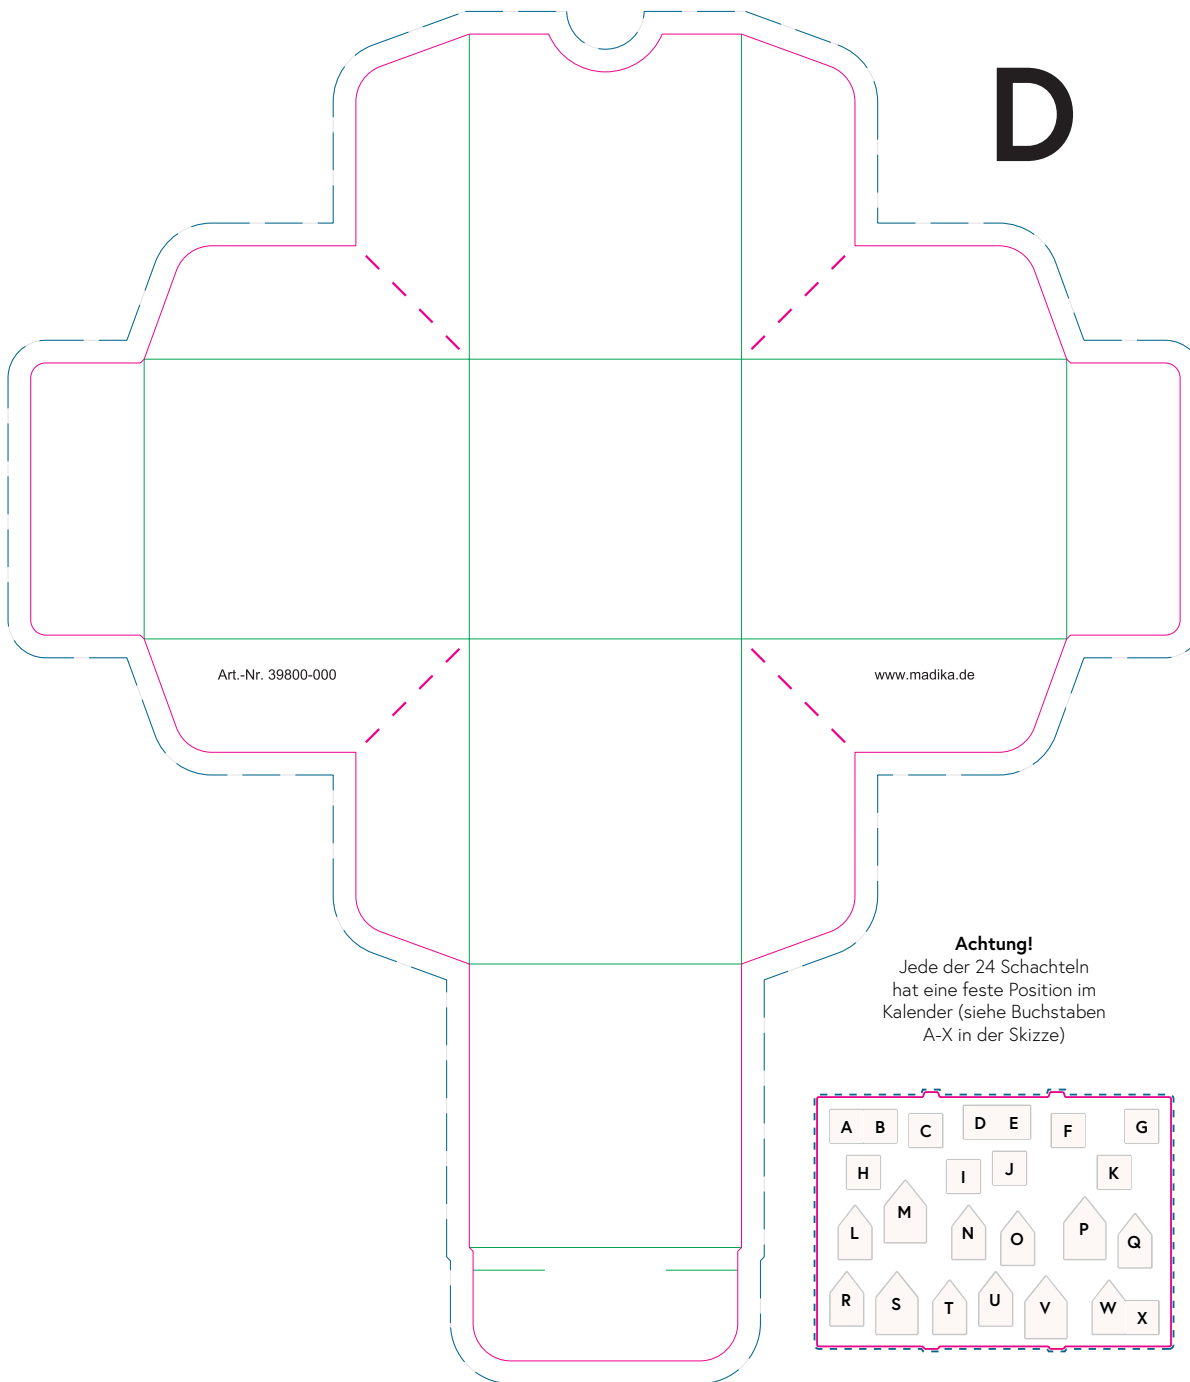 D
Art.-Nr. 39800-000
www.madika.de
Achtung!
Jede der 24 Schachteln
hat eine feste Position im
Kalender (siehe Buchstaben
A-X in der Skizze)
A B C D E F G
H I J K
L M N O P Q
R S T U V W X